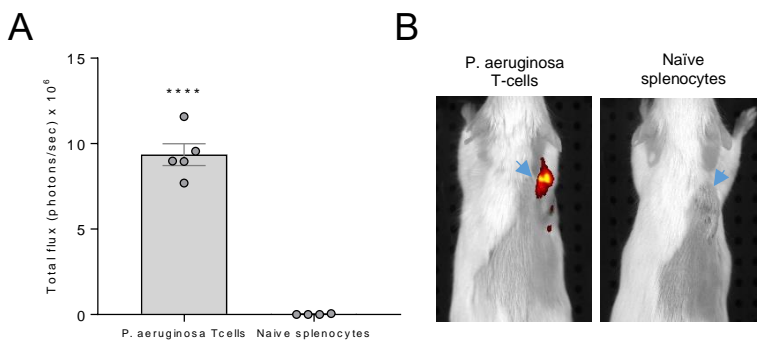 A
Total flux (photons/sec) x 10⁶
15
10
5
0
****
P. aeruginosa Tcells
Naive splenocytes
B
P. aeruginosa
T-cells
Naïve
splenocytes